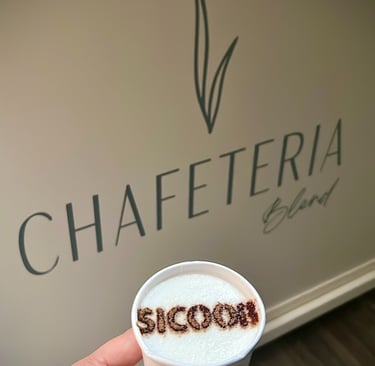 CHAFETERIA
Blend
SICOOB